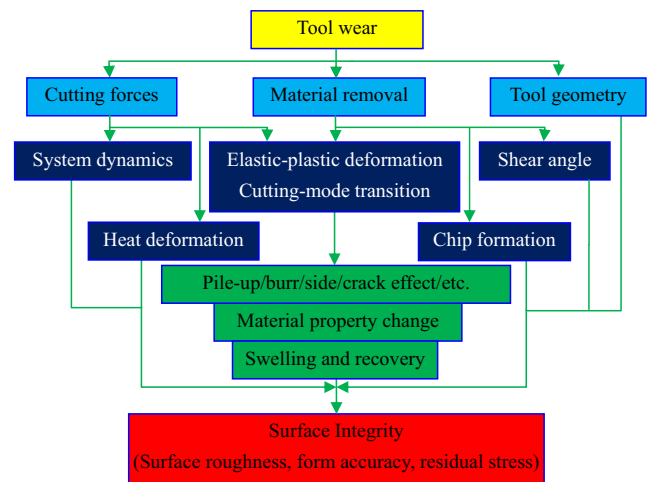 Tool wear
Cutting forces
Material removal
Tool geometry
System dynamics
Elastic-plastic deformation
Cutting-mode transition
Shear angle
Heat deformation
Chip formation
Pile-up/burr/side/crack effect/etc.
Material property change
Swelling and recovery
Surface Integrity
(Surface roughness, form accuracy, residual stress)